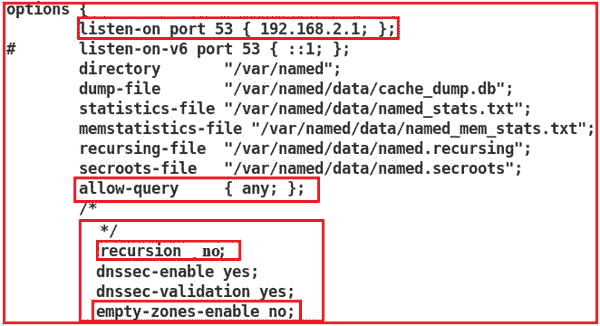 options {
listen-on port 53 { 192.168.2.1; };
# listen-on-v6 port 53 { ::1; };
directory "/var/named";
dump-file "/var/named/data/cache_dump.db";
statistics-file "/var/named/data/named_stats.txt";
memstatistics-file "/var/named/data/named_mem_stats.txt";
recursing-file "/var/named/data/named.recursing";
secroots-file "/var/named/data/named.secroots";
allow-query { any; };
/*
*/
recursion no;
dnssec-enable yes;
dnssec-validation yes;
empty-zones-enable no;